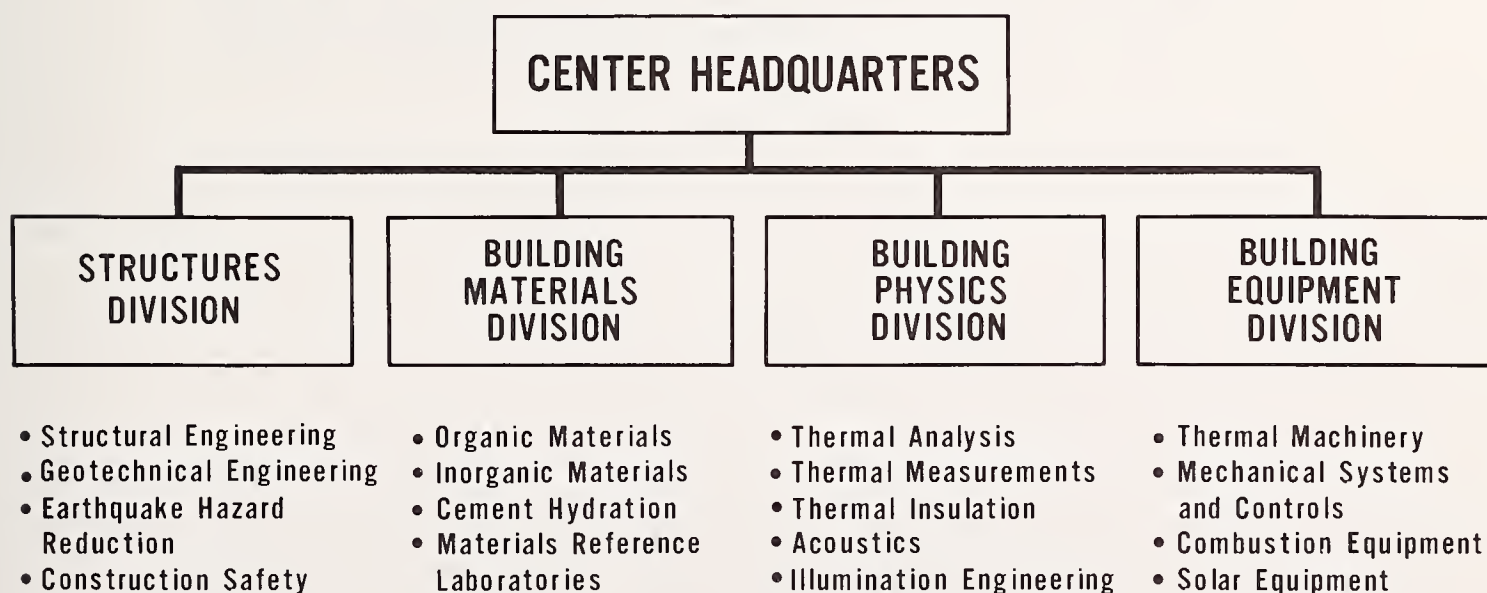 CENTER HEADQUARTERS
STRUCTURES
DIVISION
BUILDING
MATERIALS
DIVISION
BUILDING
PHYSICS
DIVISION
BUILDING
EQUIPMENT
DIVISION
• Structural Engineering
• Geotechnical Engineering
• Earthquake Hazard
Reduction
• Construction Safety
• Organic Materials
• Inorganic Materials
• Cement Hydration
• Materials Reference
Laboratories
• Thermal Analysis
• Thermal Measurements
• Thermal Insulation
• Acoustics
• Illumination Engineering
• Thermal Machinery
• Mechanical Systems
and Controls
• Combustion Equipment
• Solar Equipment